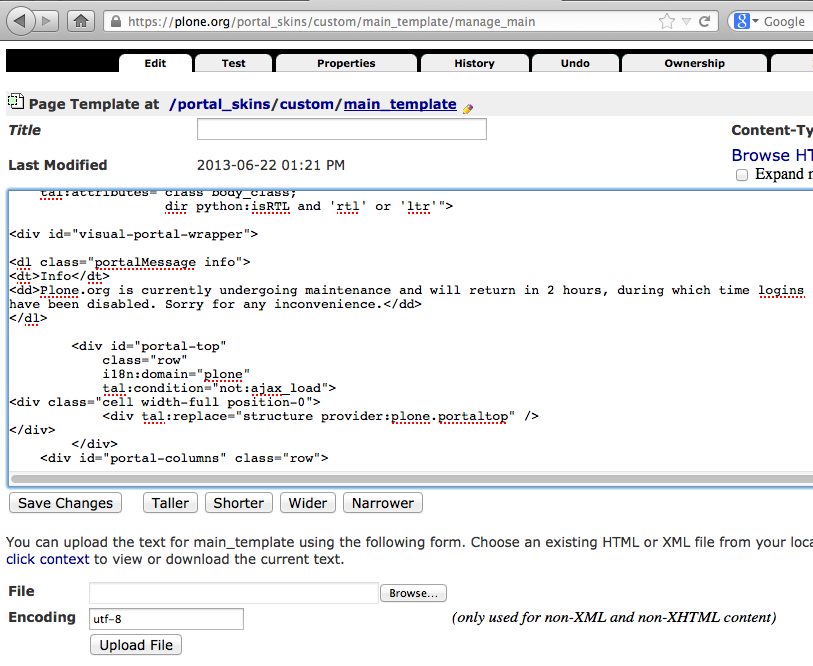 https://plone.org/portal_skins/custom/main_template/manage_main
8 Google
Edit Test Properties History Undo Ownership
Page Template at /portal_skins/custom/main_template
Title
Content-Ty
Last Modified 2013-06-22 01:21 PM
Browse HT
Expand
tal:attributes="class body_class;
dir python:isRTL and 'rtl' or 'ltr'">
<div id="visual-portal-wrapper">
<dl class="portalMessage info">
<dt>Info</dt>
<dd>Plone.org is currently undergoing maintenance and will return in 2 hours, during which time logins
have been disabled. Sorry for any inconvenience.</dd>
</dl>
<div id="portal-top"
class="row"
i18n:domain="plone"
tal:condition="not:ajax_load">
<div class="cell width-full position-0">
<div tal:replace="structure provider:plone.portaltop" />
</div>
</div>
<div id="portal-columns" class="row">
Save Changes Taller Shorter Wider Narrower
You can upload the text for main_template using the following form. Choose an existing HTML or XML file from your loca
click context to view or download the current text.
File Browse...
Encoding utf-8 (only used for non-XML and non-XHTML content)
Upload File